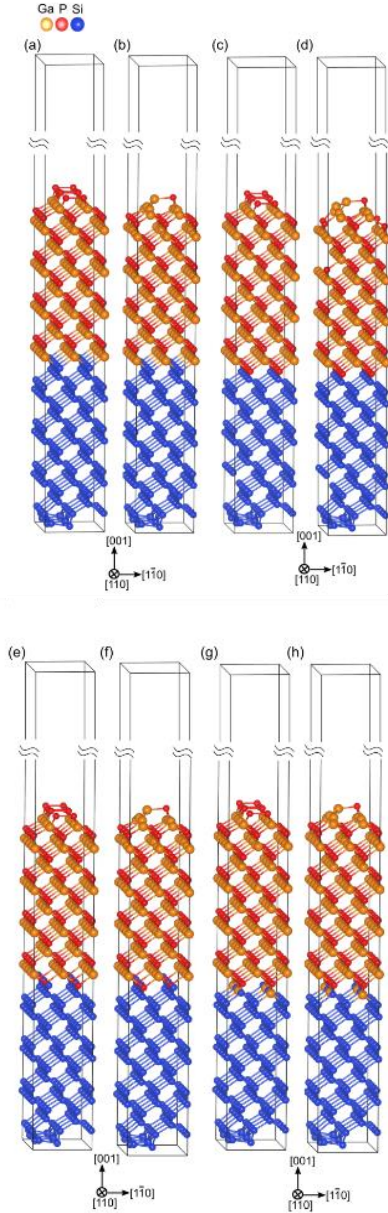 Ga P Si
(a) (b) (c) (d)
[001] [001]
[11̄0] [11̄0]
[110] [110]
(e) (f) (g) (h)
[001] [001]
[11̄0] [11̄0]
[110] [110]